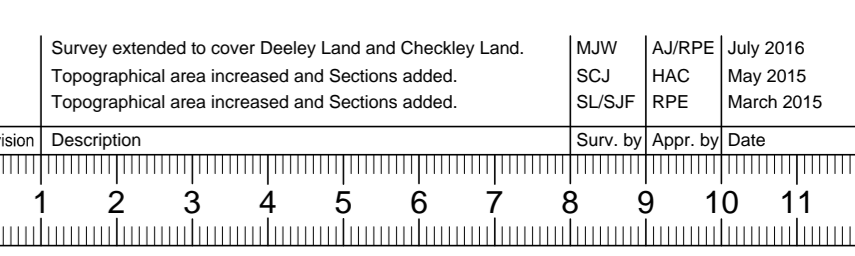 Survey extended to cover Deeley Land and Checkley Land. MJW AJ/RPE July 2016
Topographical area increased and Sections added. SCJ HAC May 2015
Topographical area increased and Sections added. SL/SJF RPE March 2015
Description Surv. by Appr. by Date
1 2 3 4 5 6 7 8 9 10 11